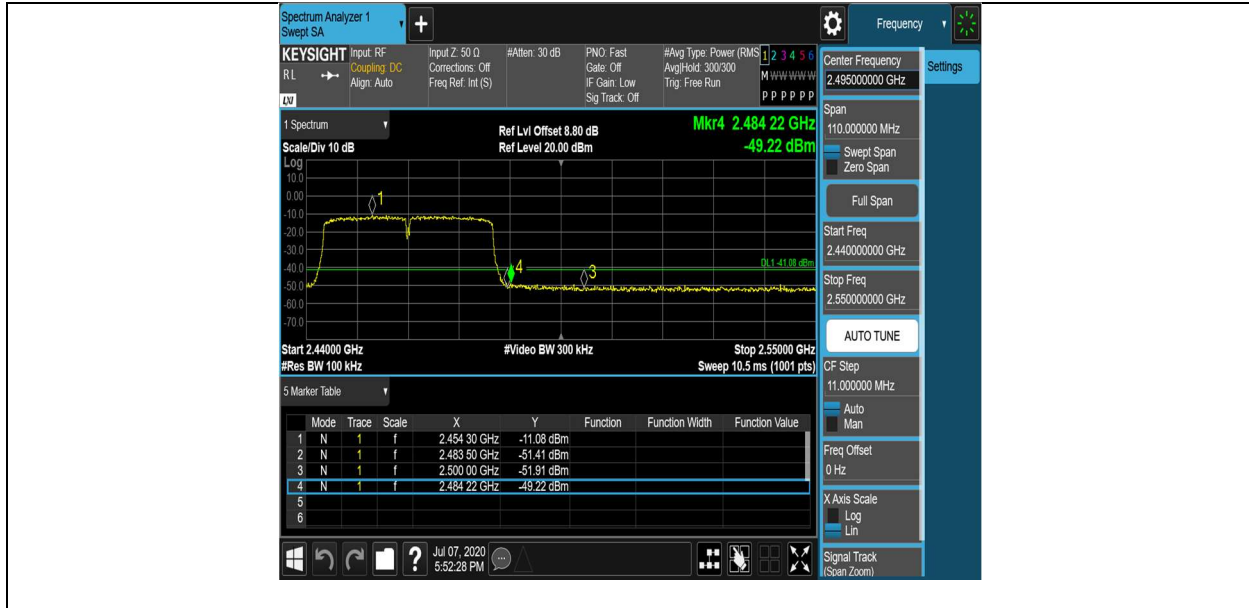 Spectrum Analyzer 1
Swept SA
+
Frequency
KEYSIGHT
RL
LXI
Input: RF
Coupling: DC
Align: Auto
Input Z: 50 Ω
Corrections: Off
Freq Ref: Int (S)
#Atten: 30 dB
PNO: Fast
Gate: Off
IF Gain: Low
Sig Track: Off
#Avg Type: Power (RMS
Avg|Hold: 300/300
Trig: Free Run
1 2 3 4 5 6
M W W W W W
P P P P P P
1 Spectrum
Scale/Div 10 dB
Ref Lvl Offset 8.80 dB
Ref Level 20.00 dBm
Mkr4 2.484 22 GHz
-49.22 dBm
Log
10.0
0.00
-10.0
-20.0
-30.0
-40.0
-50.0
-60.0
-70.0
1
4
3
DL1 -41.08 dBm
Start 2.44000 GHz
#Video BW 300 kHz
Stop 2.55000 GHz
#Res BW 100 kHz
Sweep 10.5 ms (1001 pts)
5 Marker Table
Mode Trace Scale X Y Function Function Width Function Value
1 N 1 f 2.454 30 GHz -11.08 dBm
2 N 1 f 2.483 50 GHz -51.41 dBm
3 N 1 f 2.500 00 GHz -51.91 dBm
4 N 1 f 2.484 22 GHz -49.22 dBm
5
6
?
Jul 07, 2020
5:52:28 PM
Center Frequency
2.495000000 GHz
Settings
Span
110.000000 MHz
Swept Span
Zero Span
Full Span
Start Freq
2.440000000 GHz
Stop Freq
2.550000000 GHz
AUTO TUNE
CF Step
11.000000 MHz
Auto
Man
Freq Offset
0 Hz
X Axis Scale
Log
Lin
Signal Track
(Span Zoom)